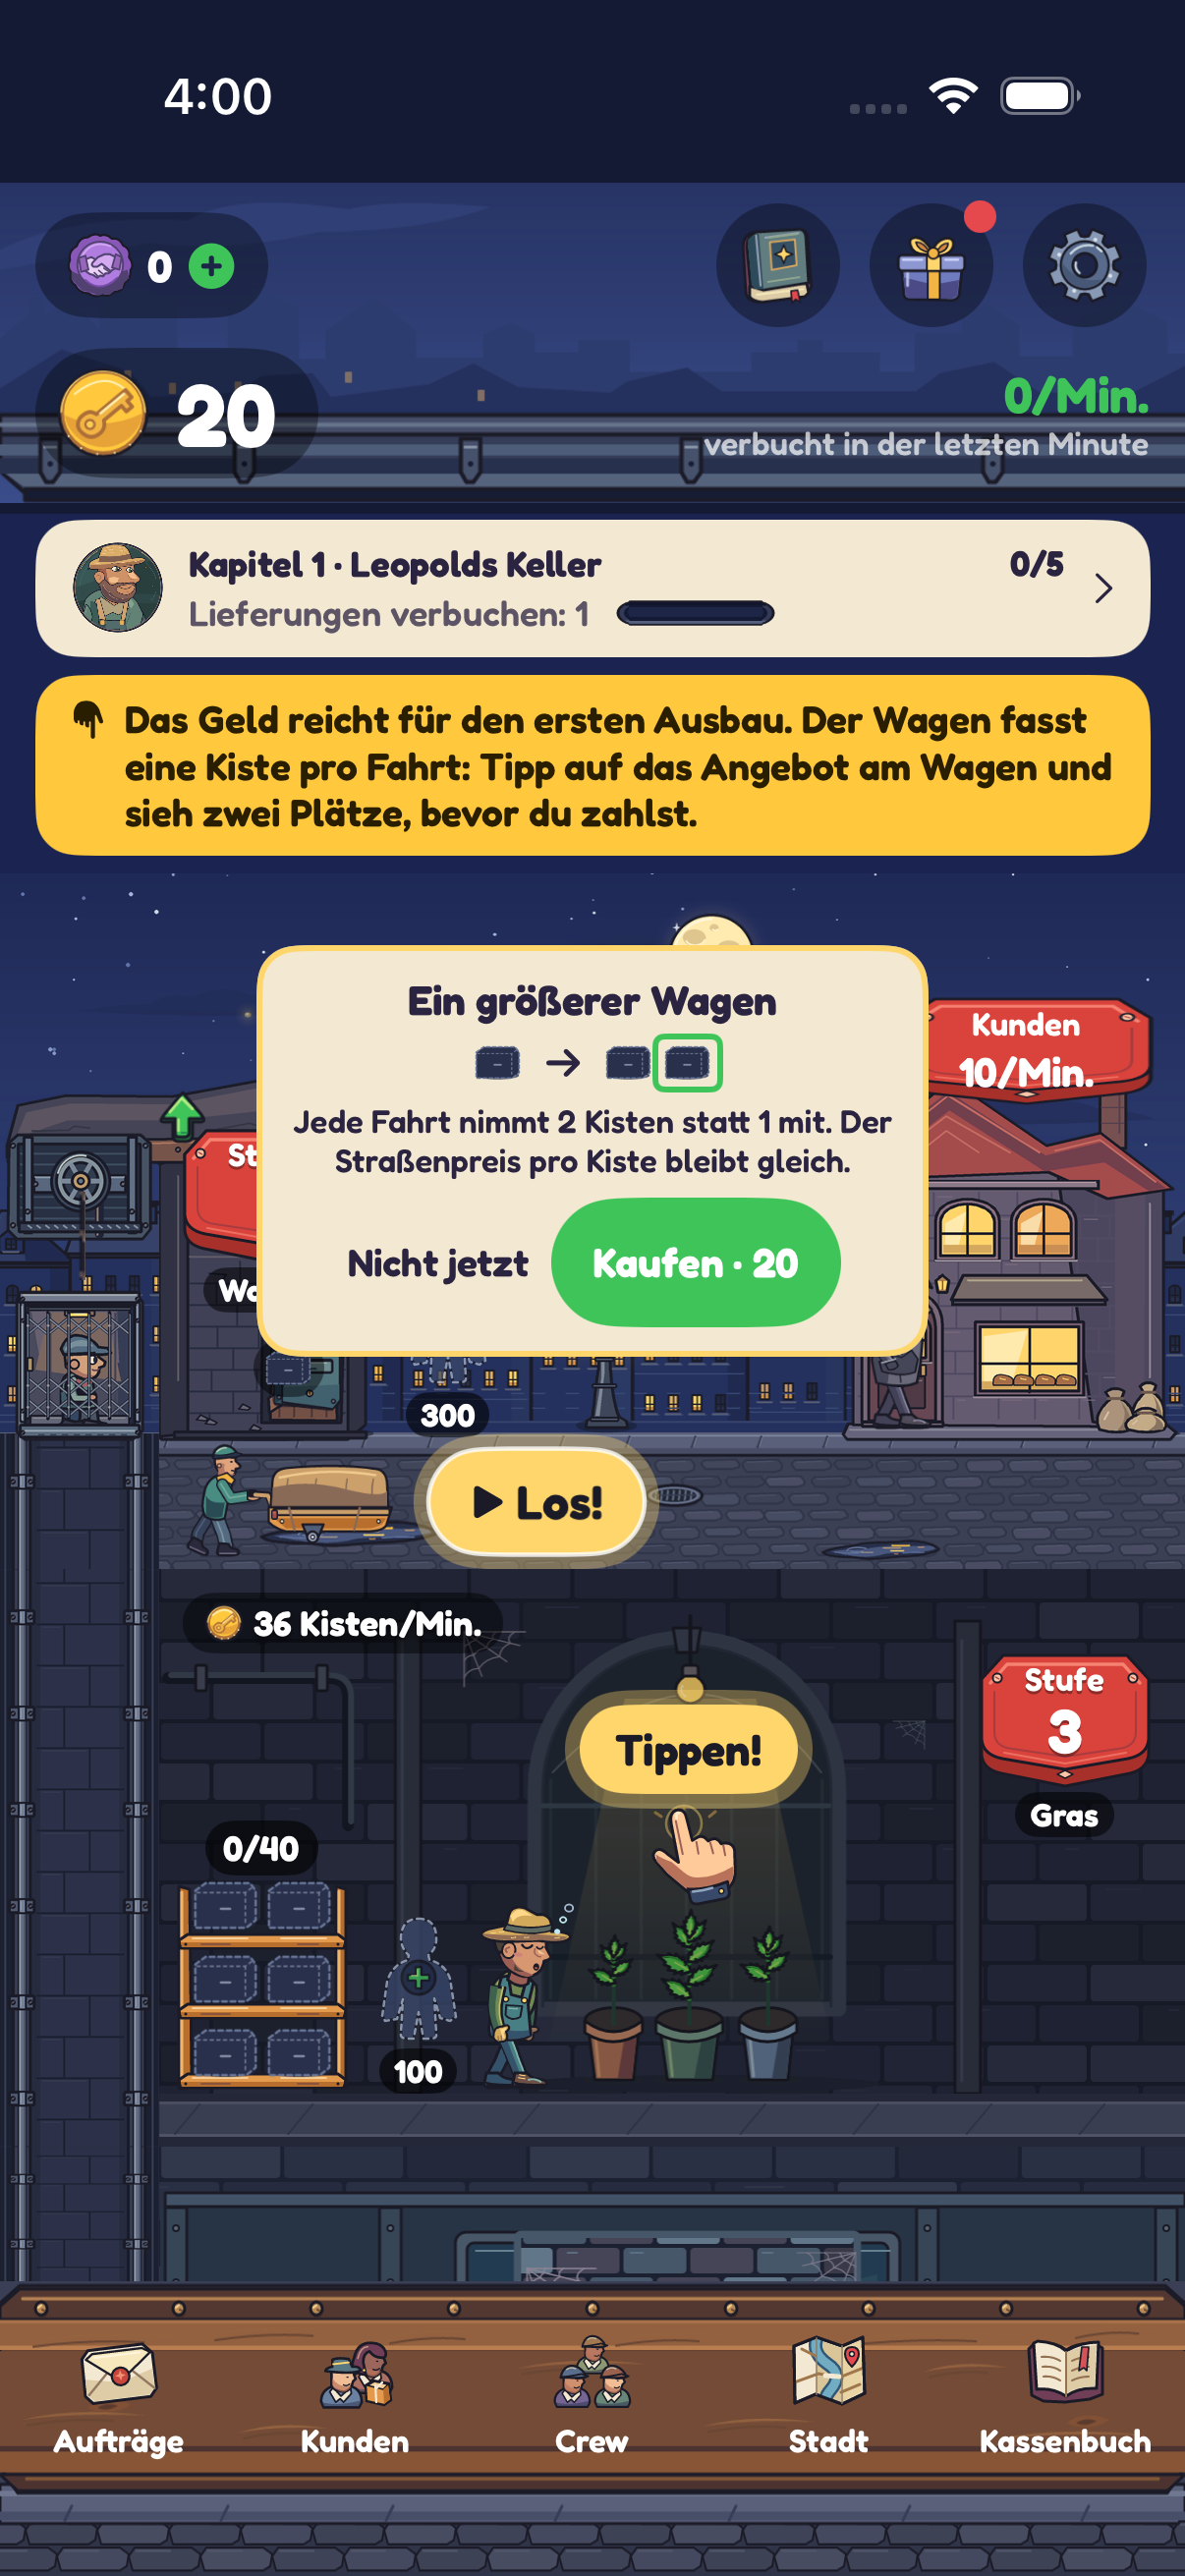 4:00
0
20
0/Min.
verbucht in der letzten Minute
Kapitel 1 · Leopolds Keller
0/5
Lieferungen verbuchen: 1
Das Geld reicht für den ersten Ausbau. Der Wagen fasst
eine Kiste pro Fahrt: Tipp auf das Angebot am Wagen und
sieh zwei Plätze, bevor du zahlst.
Ein größerer Wagen
Jede Fahrt nimmt 2 Kisten statt 1 mit. Der
Straßenpreis pro Kiste bleibt gleich.
Nicht jetzt
Kaufen · 20
Kunden
10/Min.
St
300
Los!
36 Kisten/Min.
Tippen!
Stufe
3
Gras
0/40
100
Aufträge
Kunden
Crew
Stadt
Kassenbuch